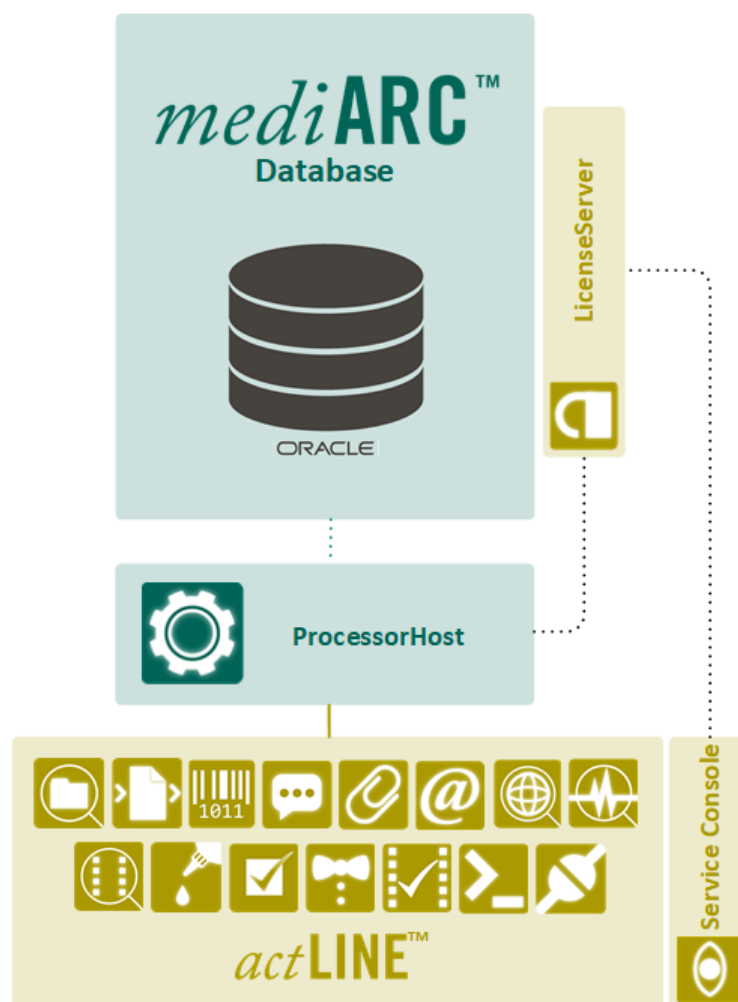 mediARC™
Database
ORACLE
LicenseServer
ProcessorHost
1011
@
>_
actLINE™
Service Console